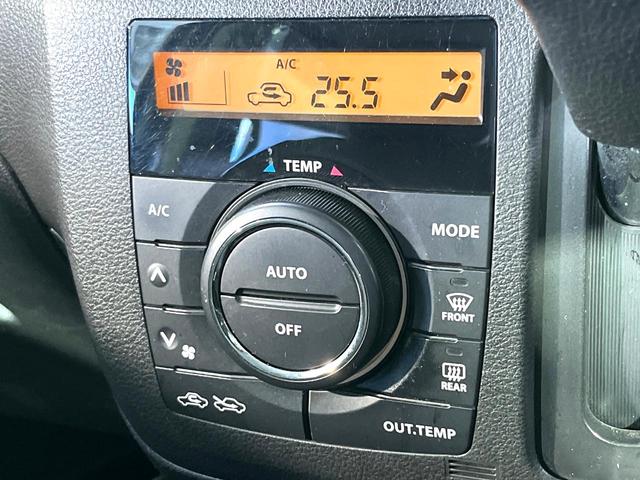 A/C
25.5
TEMP
A/C
MODE
AUTO
OFF
FRONT
REAR
OUT.TEMP